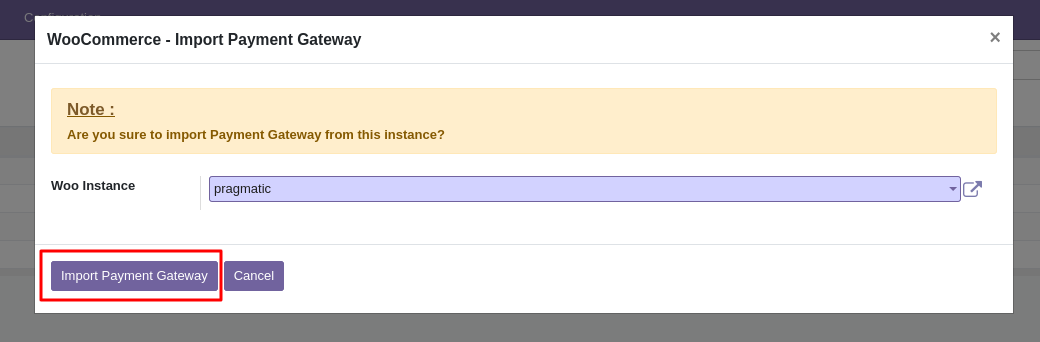 Configuration
WooCommerce - Import Payment Gateway
×
Note :
Are you sure to import Payment Gateway from this instance?
Woo Instance
pragmatic
Import Payment Gateway
Cancel